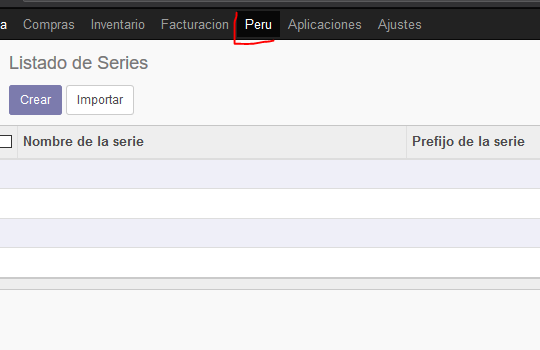 a Compras Inventario Facturacion Peru Aplicaciones Ajustes
Listado de Series
Crear Importar
Nombre de la serie Prefijo de la serie